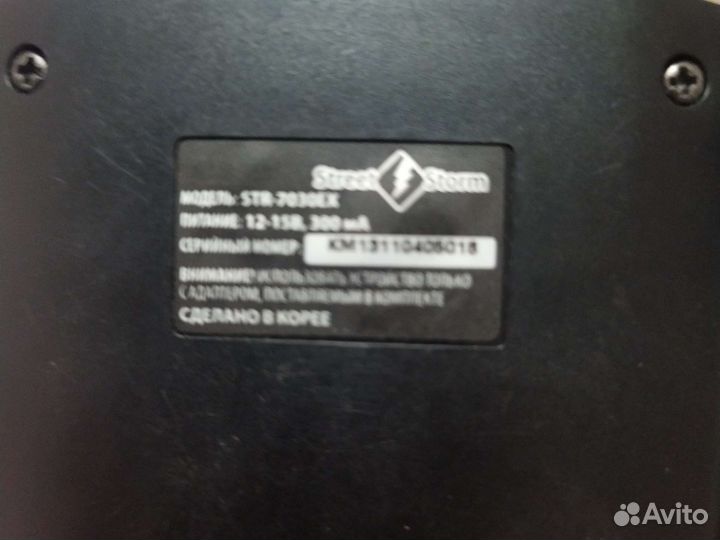 Street Storm
МОДЕЛЬ: STR-7030EX
ПИТАНИЕ: 12-15В, 300 мА
СЕРИЙНЫЙ НОМЕР: KM13110405018
ВНИМАНИЕ! ИСПОЛЬЗОВАТЬ УСТРОЙСТВО ТОЛЬКО
С АДАПТЕРОМ, ПОСТАВЛЯЕМЫМ В КОМПЛЕКТЕ
СДЕЛАНО В КОРЕЕ
Avito